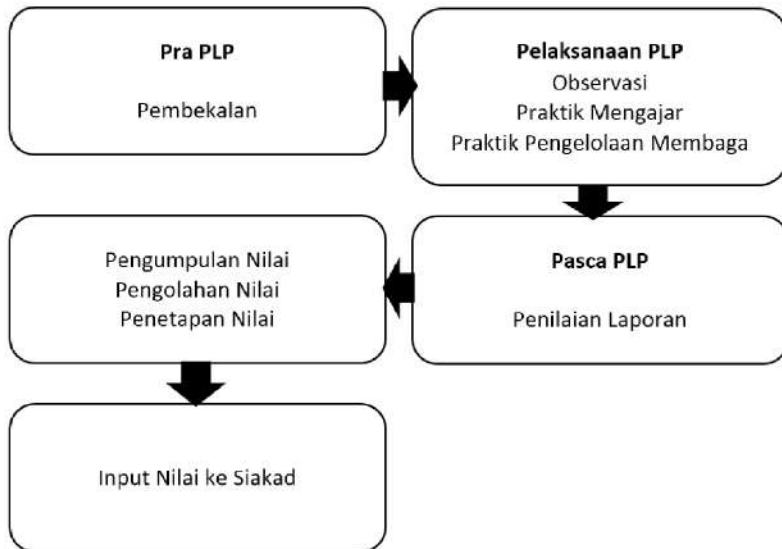 Pra PLP
Pembekalan
Pelaksanaan PLP
Observasi
Praktik Mengajar
Praktik Pengelolaan Membaga
Pasca PLP
Penilaian Laporan
Pengumpulan Nilai
Pengolahan Nilai
Penetapan Nilai
Input Nilai ke Siakad